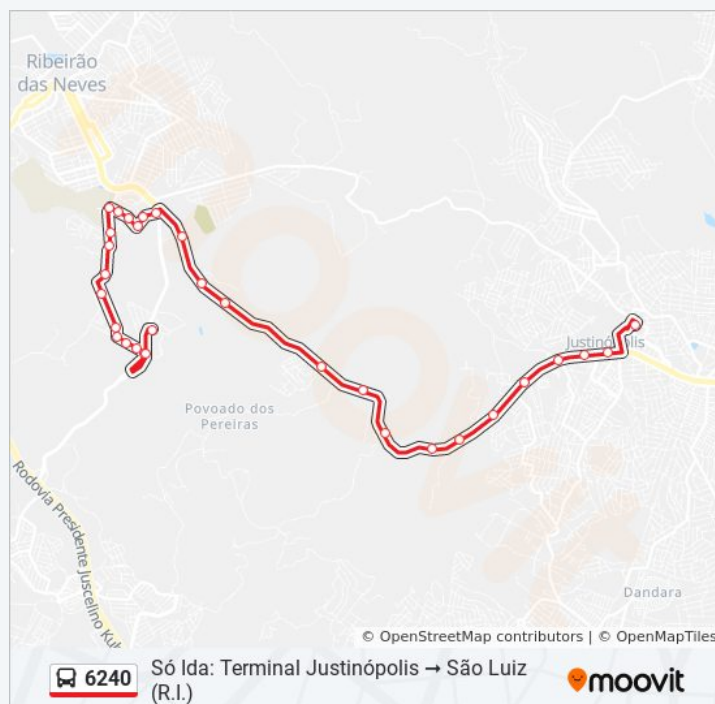 Ribeirão
das Neves
Justinópolis
Povoado dos
Pereiras
Rodovia Presidente Juscelino Kub
Dandara
© OpenStreetMap contributors | © OpenMapTiles
6240
Só Ida: Terminal Justinópolis → São Luiz
(R.I.)
moovit